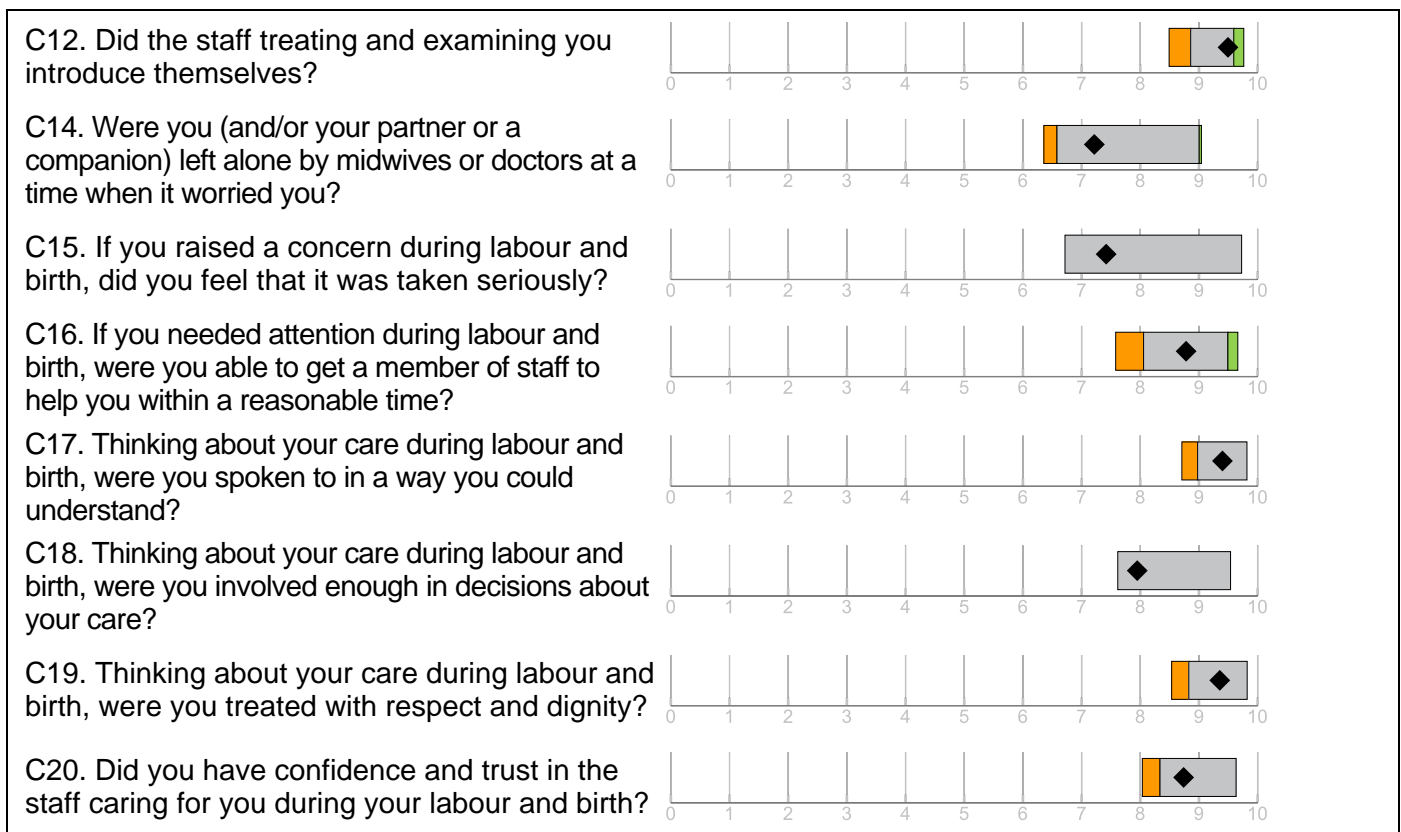 C12. Did the staff treating and examining you
introduce themselves?
0 1 2 3 4 5 6 7 8 9 10
C14. Were you (and/or your partner or a
companion) left alone by midwives or doctors at a
time when it worried you?
0 1 2 3 4 5 6 7 8 9 10
C15. If you raised a concern during labour and
birth, did you feel that it was taken seriously?
0 1 2 3 4 5 6 7 8 9 10
C16. If you needed attention during labour and
birth, were you able to get a member of staff to
help you within a reasonable time?
0 1 2 3 4 5 6 7 8 9 10
C17. Thinking about your care during labour and
birth, were you spoken to in a way you could
understand?
0 1 2 3 4 5 6 7 8 9 10
C18. Thinking about your care during labour and
birth, were you involved enough in decisions about
your care?
0 1 2 3 4 5 6 7 8 9 10
C19. Thinking about your care during labour and
birth, were you treated with respect and dignity?
0 1 2 3 4 5 6 7 8 9 10
C20. Did you have confidence and trust in the
staff caring for you during your labour and birth?
0 1 2 3 4 5 6 7 8 9 10